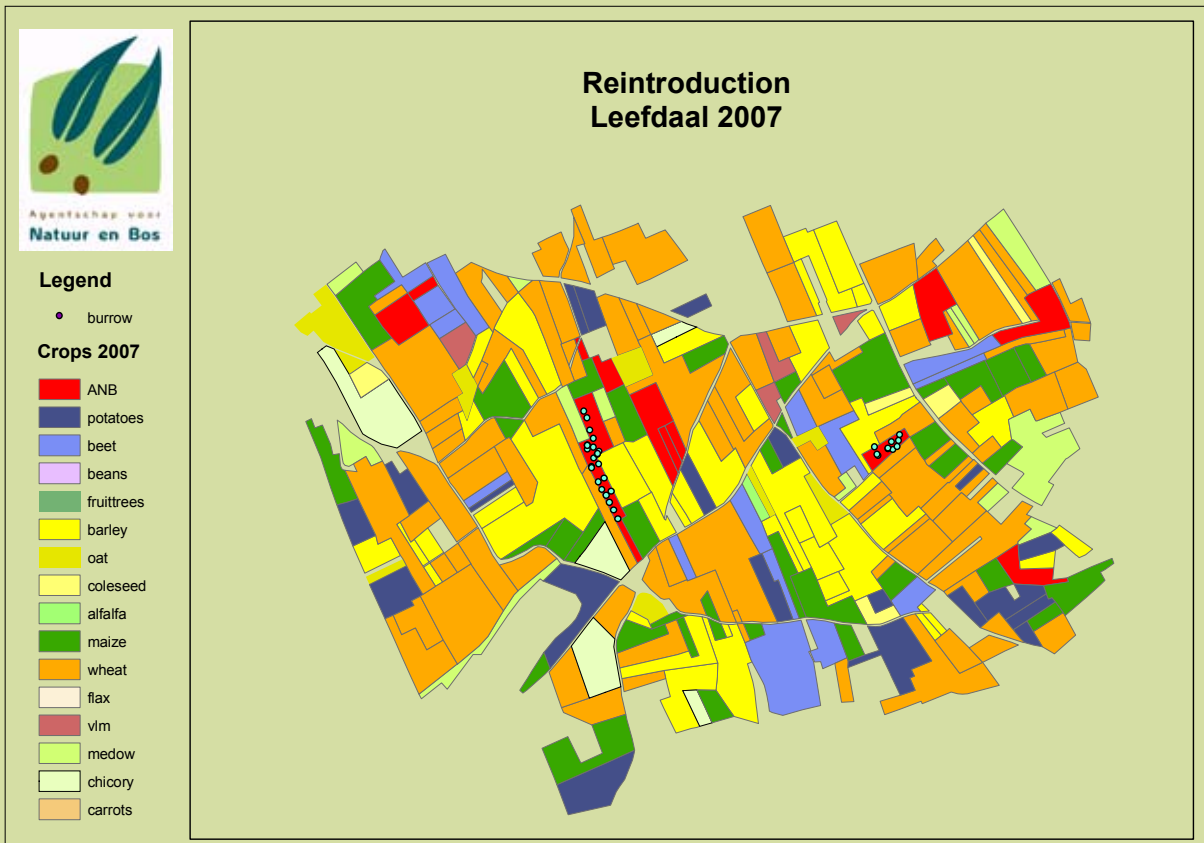 Agentschap voor
Natuur en Bos
Reintroduction
Leefdaal 2007
Legend
burrow
Crops 2007
ANB
potatoes
beet
beans
fruittrees
barley
oat
coleseed
alfalfa
maize
wheat
flax
vlm
medow
chicory
carrots